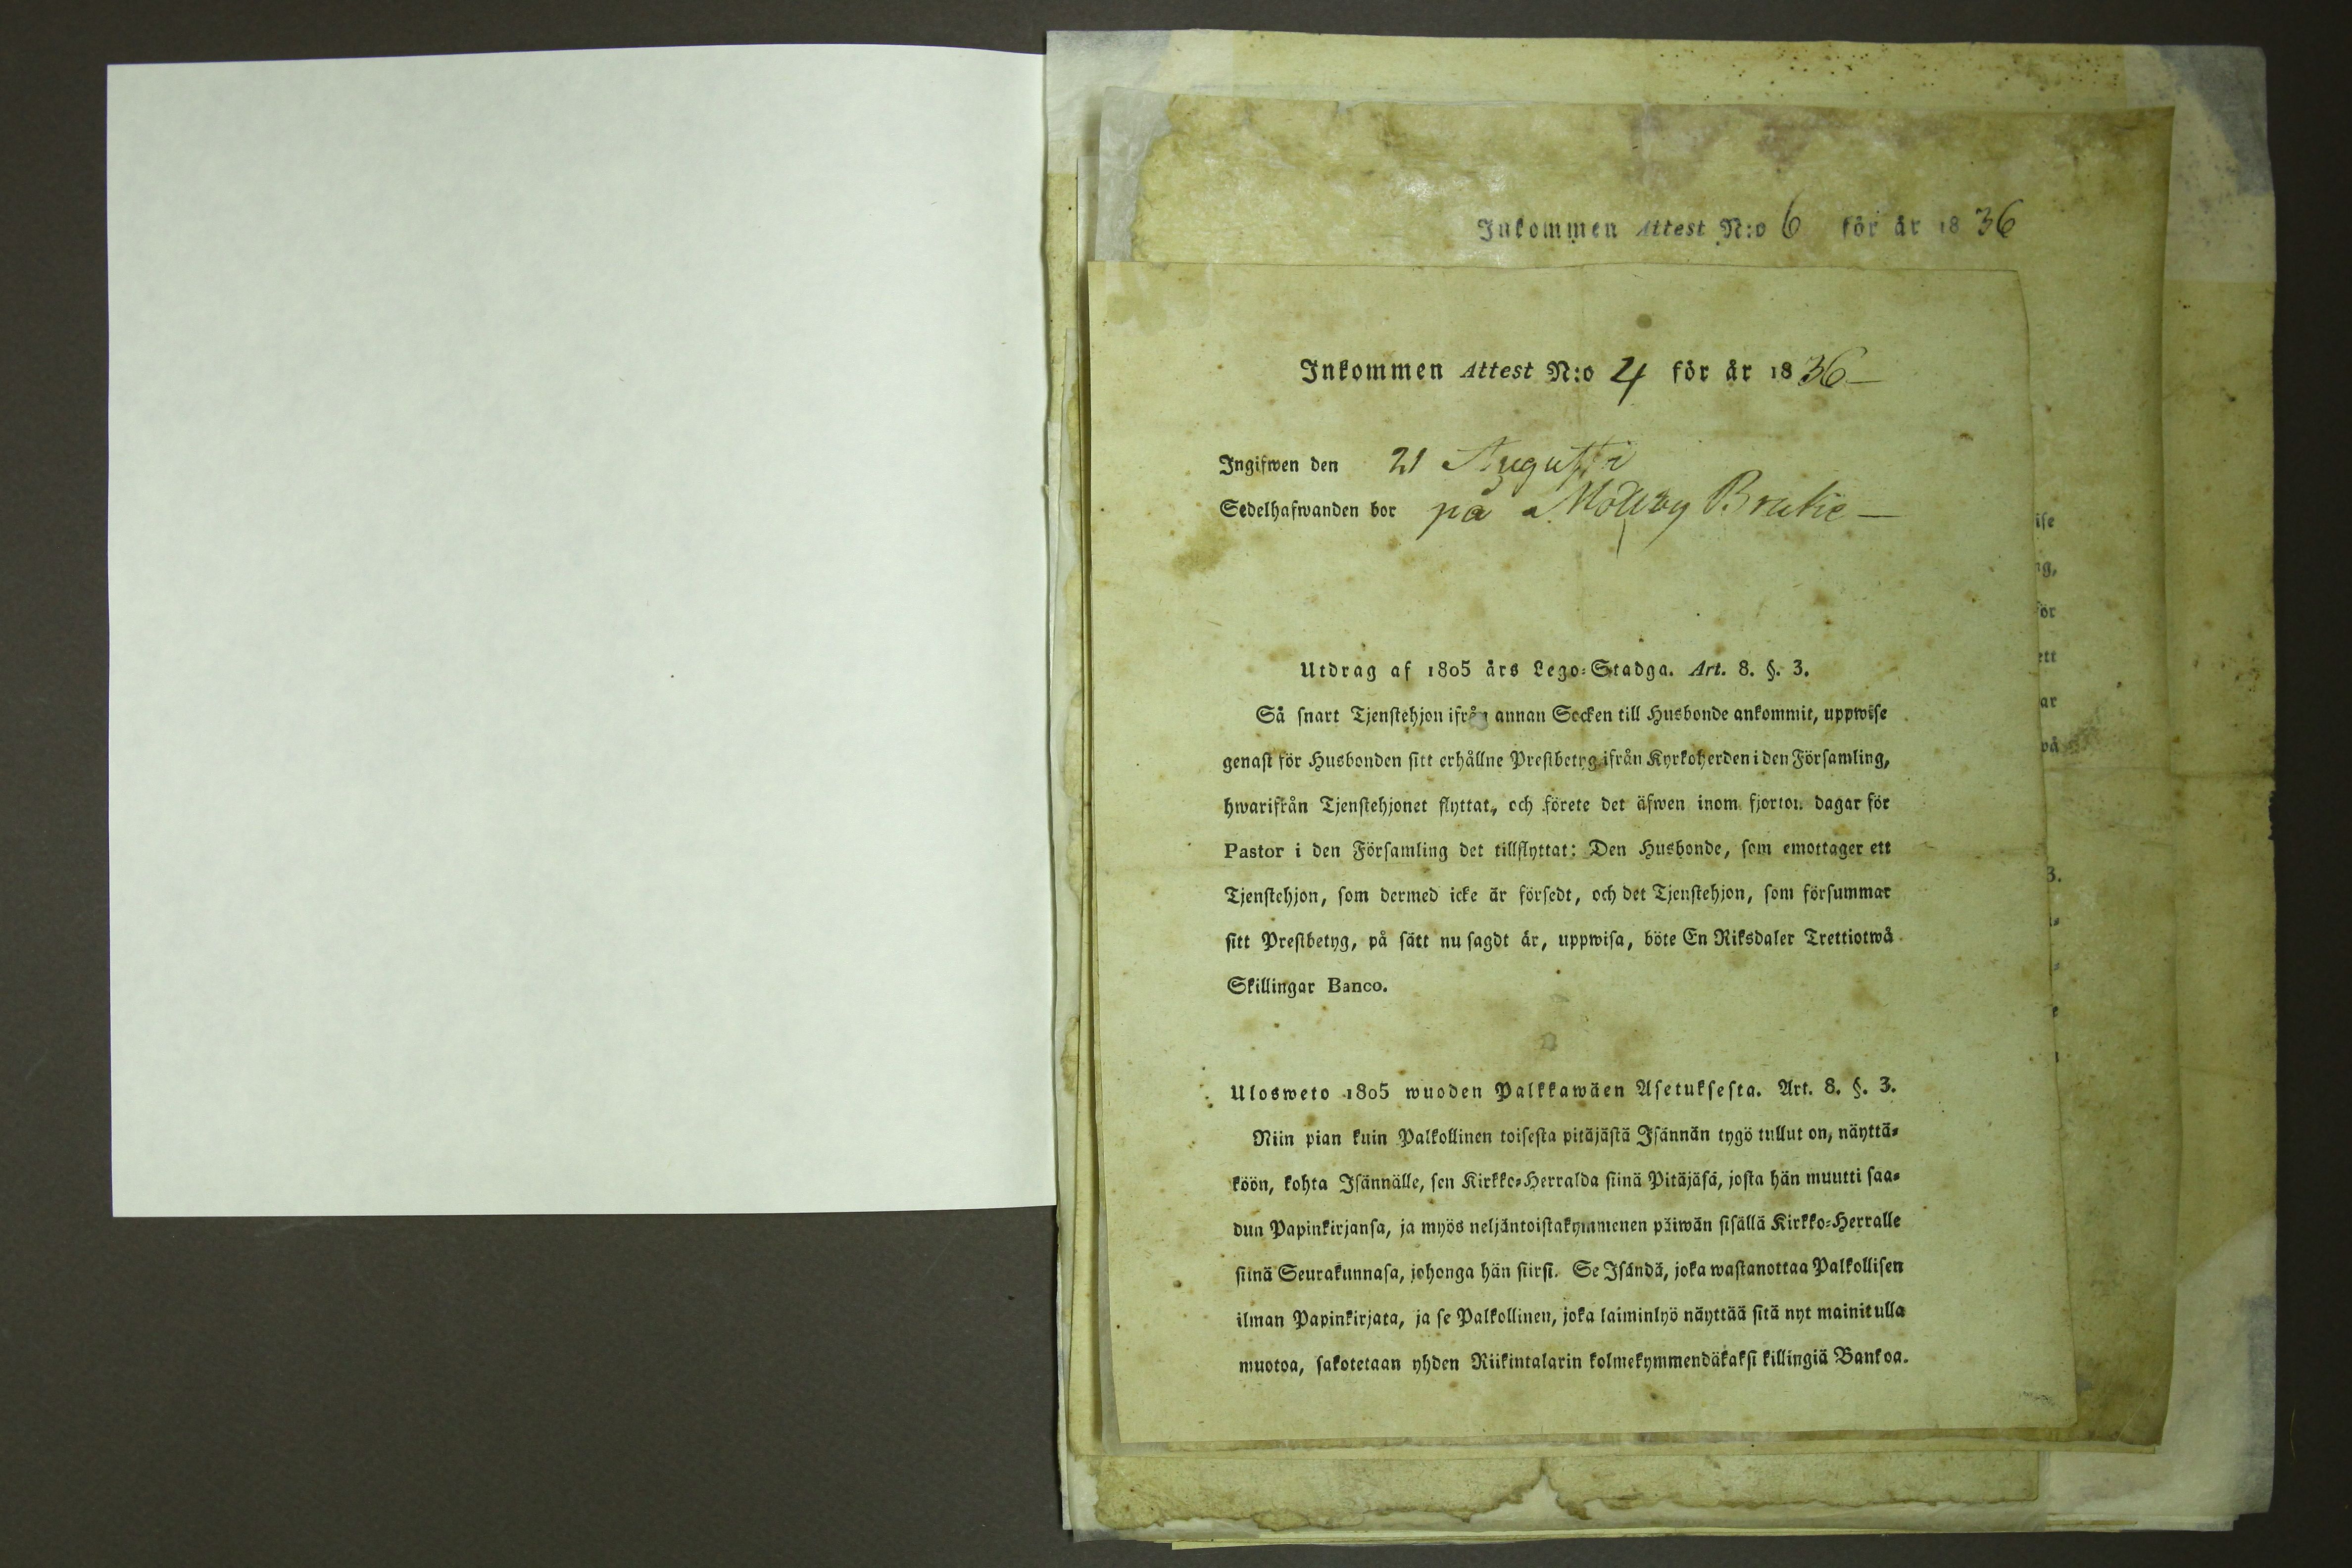 Inkommen Attest N:o 6 för år 1836
Inkommen Attest N:o 4 för år 1836
Ingifwen den 21 Augusti
Sedelhafwanden bor på
Utdrag af 1805 års Lego-Stadga. Art. 8. §. 3.
Så snart Tjenstehjon ifrån annan Socken till Husbonde ankommit, uppwise
genast för Husbonden sitt erhållne Prestbetyg ifrån Kyrkoherden i den Församling,
hwarifrån Tjenstehjonet flyttat, och förete det äfwen inom fjorton dagar för
Pastor i den Församling det tillflyttat: Den Husbonde, som emottager ett
Tjenstehjon, som dermed icke är försedt, och det Tjenstehjon, som försummar
sitt Prestbetyg, på sätt nu sagdt är, uppwisa, böte En Riksdaler Trettiotwå
Skillingar Banco.
Ulosweto 1805 wuoden Palkkawäen Asetuksesta. Art. 8. §. 3.
Niin pian kuin Palkollinen toisesta pitäjästä Isännän tygö tullut on, näyttä-
köön, kohta Isännälle, sen Kirkko-Herralda siinä Pitäjäsä, josta hän muutti saa-
dun Papinkirjansa, ja myös neljäntoistakymmenen päiwän sisällä Kirkko-Herralle
siinä Seurakunnasa, johonga hän siirsi. Se Isändä, joka wastanottaa Palkollisen
ilman Papinkirjata, ja se Palkollinen, joka laiminlyö näyttää sitä nyt mainitulla
muotoa, sakotetaan yhden Riikintalarin kolmekymmendäkaksi killingiä Bankoa.